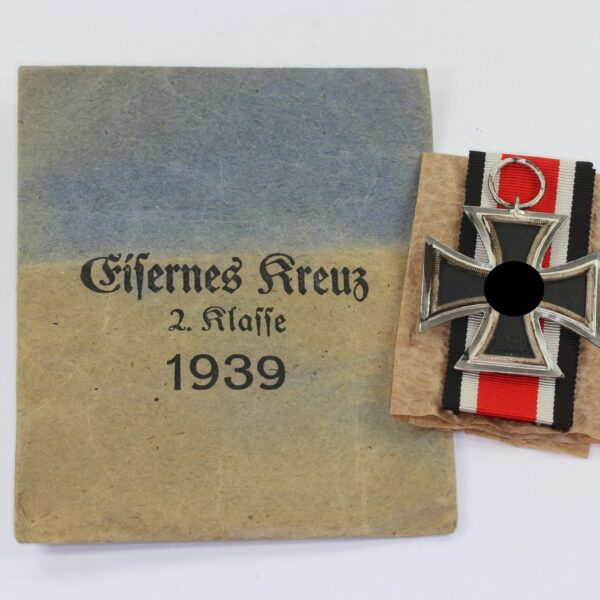 Eisernes Kreuz
2. Klasse
1939